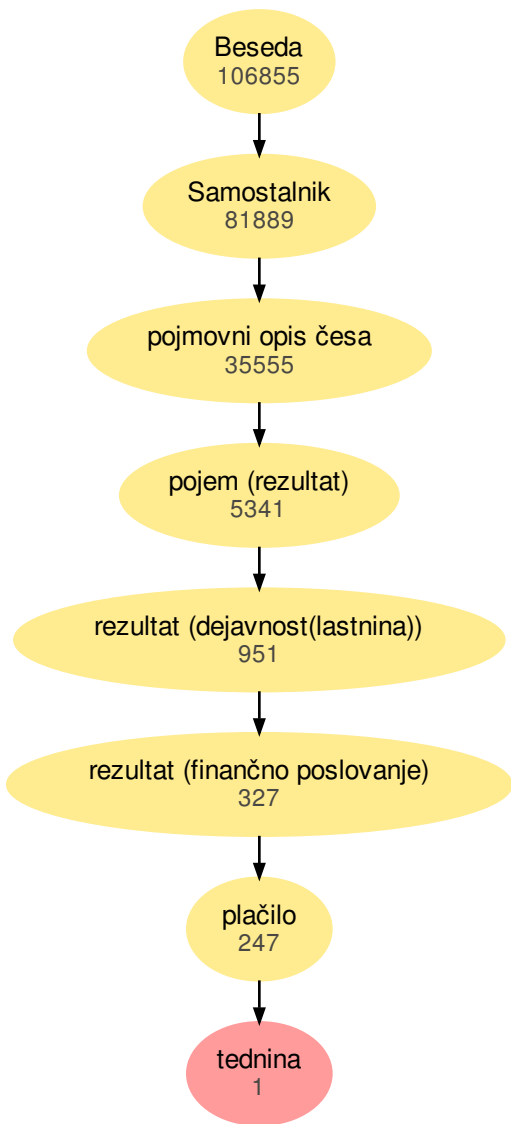 Beseda
106855
Samostalnik
81889
pojmovni opis česa
35555
pojem (rezultat)
5341
rezultat (dejavnost(lastnina))
951
rezultat (finančno poslovanje)
327
plačilo
247
tednina
1